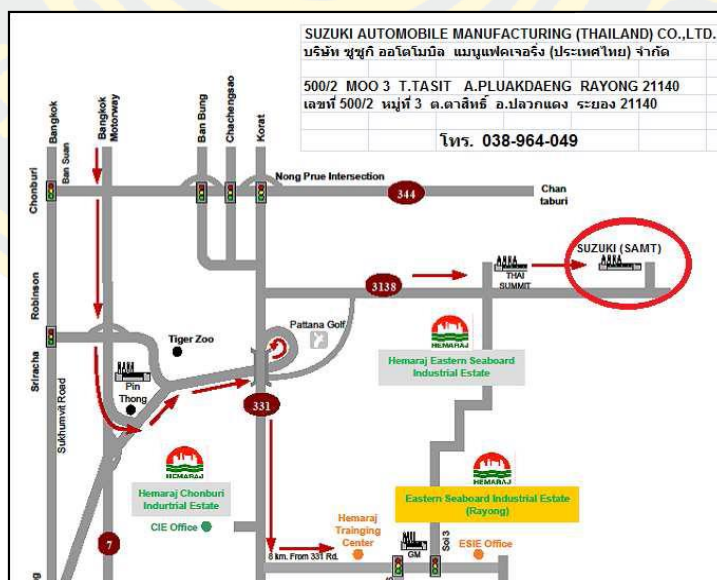 SUZUKI AUTOMOBILE MANUFACTURING (THAILAND) CO.,LTD.
บริษัท ซูซูกิ ออโตโมบิล แมนูแฟคเจอริ่ง (ประเทศไทย) จำกัด
500/2 MOO 3 T.TASIT A.PLUAKDAENG RAYONG 21140
เลขที่ 500/2 หมู่ที่ 3 ต.ตาสิทธิ์ อ.ปลวกแดง ระยอง 21140
โทร. 038-964-049
Bangkok
Bangkok
Motorway
Ban Bung
Chachengsao
Korat
Ban Suan
Chonburi
Nong Prue Intersection
344
Chan
taburi
SUZUKI (SAMT)
THAI
SUMMIT
3138
Robinson
Sriracha
Tiger Zoo
Pattana Golf
HEMARAJ
Hemaraj Eastern Seaboard
Industrial Estate
Pin
Thong
331
Sukhumvit Road
HEMARAJ
Hemaraj Chonburi
Indurtrial Estate
HEMARAJ
Eastern Seaboard Industrial Estate
(Rayong)
CIE Office
Hemaraj
Trainging
Center
7
8 km. From 331 Rd.
GM
Soi 3
ESIE Office